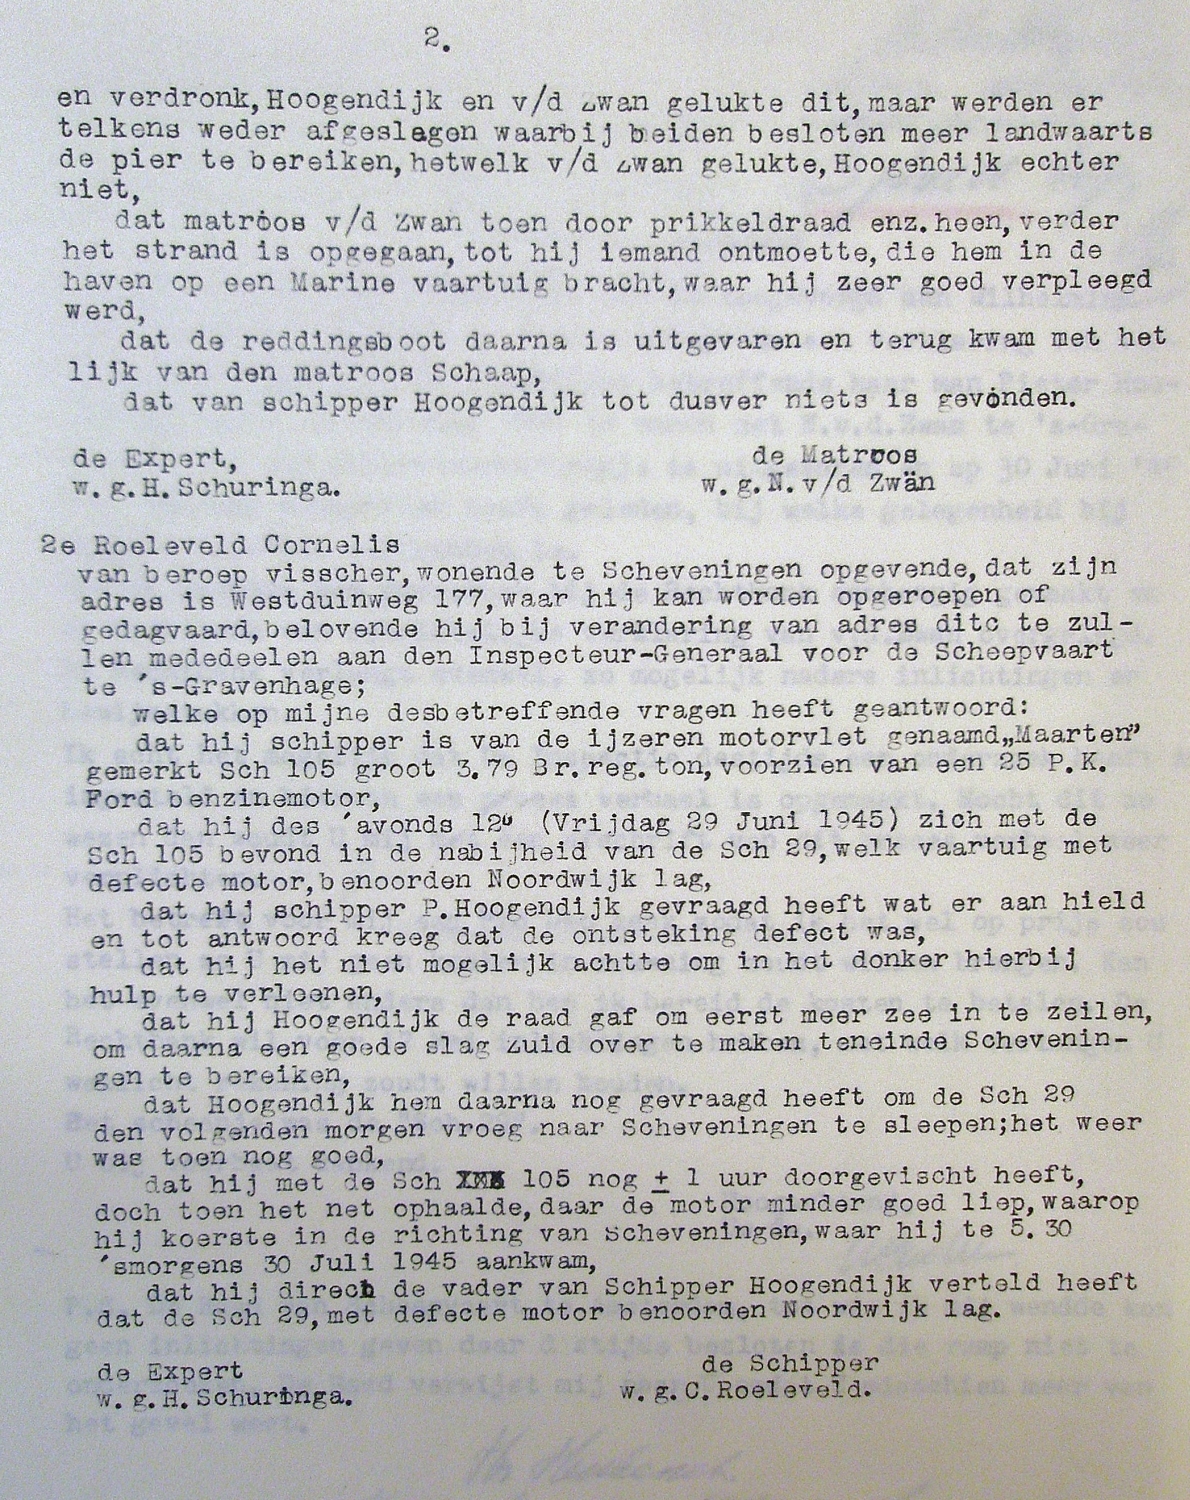 2.
en verdronk, Hoogendijk en v/d Zwan gelukte dit, maar werden er
telkens weder afgeslagen waarbij beiden besloten meer landwaarts
de pier te bereiken, hetwelk v/d Zwan gelukte, Hoogendijk echter
niet,
dat matroos v/d Zwan toen door prikkeldraad enz. heen, verder
het strand is opgegaan, tot hij iemand ontmoette, die hem in de
haven op een Marine vaartuig bracht, waar hij zeer goed verpleegd
werd,
dat de reddingsboot daarna is uitgevaren en terug kwam met het
lijk van den matroos Schaap,
dat van schipper Hoogendijk tot dusver niets is gevonden.
de Expert, de Matroos
w. g. H. Schuringa. w. g. N. v/d Zwän
2e Roeleveld Cornelis
van beroep visscher, wonende te Scheveningen opgevende, dat zijn
adres is Westduinweg 177, waar hij kan worden opgeroepen of
gedagvaard, belovende hij bij verandering van adres ditc te zul-
len mededeelen aan den Inspecteur-Generaal voor de Scheepvaart
te 's-Gravenhage;
welke op mijne desbetreffende vragen heeft geantwoord:
dat hij schipper is van de ijzeren motorvlet genaamd „Maarten”
gemerkt Sch 105 groot 3.79 Br. reg. ton, voorzien van een 25 P.K.
Ford benzinemotor,
dat hij des 'avonds 12u (Vrijdag 29 Juni 1945) zich met de
Sch 105 bevond in de nabijheid van de Sch 29, welk vaartuig met
defecte motor, benoorden Noordwijk lag,
dat hij schipper P. Hoogendijk gevraagd heeft wat er aan hield
en tot antwoord kreeg dat de ontsteking defect was,
dat hij het niet mogelijk achtte om in het donker hierbij
hulp te verleenen,
dat hij Hoogendijk de raad gaf om eerst meer zee in te zeilen,
om daarna een goede slag zuid over te maken teneinde Schevenin-
gen te bereiken,
dat Hoogendijk hem daarna nog gevraagd heeft om de Sch 29
den volgenden morgen vroeg naar Scheveningen te sleepen; het weer
was toen nog goed,
dat hij met de Sch 105 nog ± 1 uur doorgevischt heeft,
doch toen het net ophaalde, daar de motor minder goed liep, waarop
hij koerste in de richting van Scheveningen, waar hij te 5.30
'smorgens 30 Juli 1945 aankwam,
dat hij direch de vader van Schipper Hoogendijk verteld heeft
dat de Sch 29, met defecte motor benoorden Noordwijk lag.
de Expert de Schipper
w. g. H. Schuringa. w. g. C. Roeleveld.